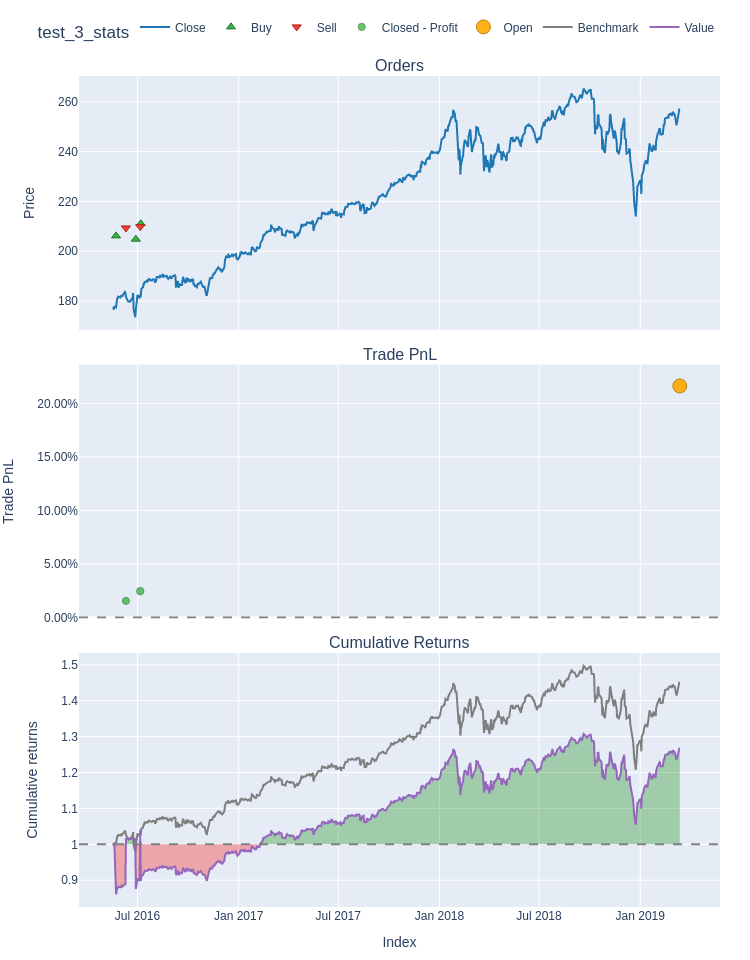 test_3_stats
Close Buy Sell Closed - Profit Open Benchmark Value
Orders
260
240
220
200
180
Price
Trade PnL
20.00%
15.00%
10.00%
5.00%
0.00%
Trade PnL
Cumulative Returns
1.5
1.4
1.3
1.2
1.1
1
0.9
Cumulative returns
Jul 2016 Jan 2017 Jul 2017 Jan 2018 Jul 2018 Jan 2019
Index